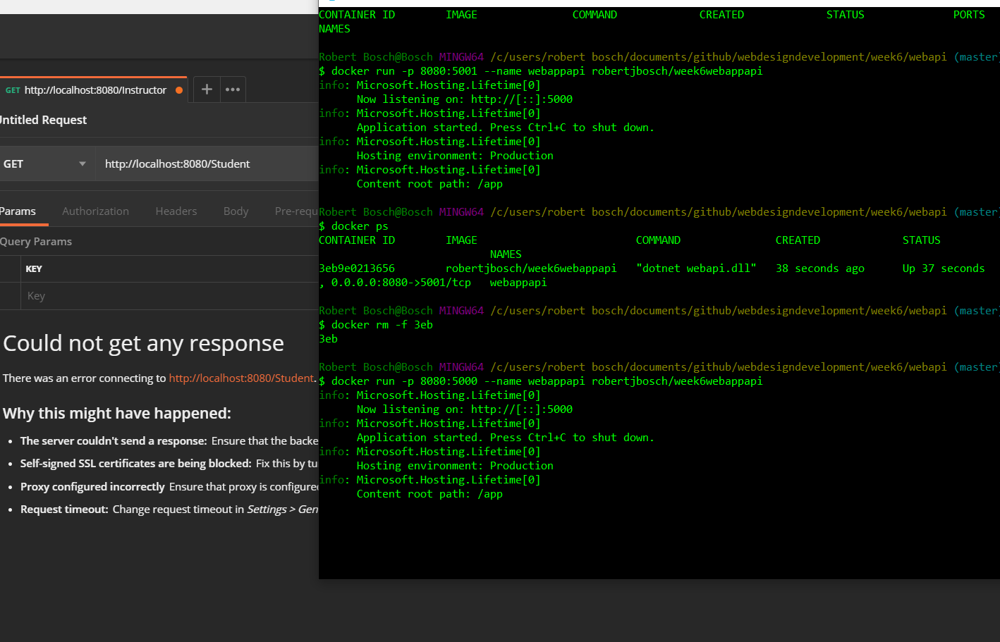 GET http://localhost:8080/Instructor
Untitled Request
GET http://localhost:8080/Student
Params Authorization Headers Body Pre-requ
Query Params
KEY
Key
Could not get any response
There was an error connecting to http://localhost:8080/Student.
Why this might have happened:
• The server couldn't send a response: Ensure that the backe
• Self-signed SSL certificates are being blocked: Fix this by tu
• Proxy configured incorrectly Ensure that proxy is configured
• Request timeout: Change request timeout in Settings > Gen
CONTAINER ID IMAGE COMMAND CREATED STATUS PORTS
NAMES
Robert Bosch@Bosch MINGW64 /c/users/robert bosch/documents/github/webdesigndevelopment/week6/webapi (master)
$ docker run -p 8080:5001 --name webappapi robertjbosch/week6webappapi
info: Microsoft.Hosting.Lifetime[0]
Now listening on: http://[::]:5000
info: Microsoft.Hosting.Lifetime[0]
Application started. Press Ctrl+C to shut down.
info: Microsoft.Hosting.Lifetime[0]
Hosting environment: Production
info: Microsoft.Hosting.Lifetime[0]
Content root path: /app
Robert Bosch@Bosch MINGW64 /c/users/robert bosch/documents/github/webdesigndevelopment/week6/webapi (master)
$ docker ps
CONTAINER ID IMAGE COMMAND CREATED STATUS
NAMES
3eb9e0213656 robertjbosch/week6webappapi "dotnet webapi.dll" 38 seconds ago Up 37 seconds
, 0.0.0.0:8080->5001/tcp webappapi
Robert Bosch@Bosch MINGW64 /c/users/robert bosch/documents/github/webdesigndevelopment/week6/webapi (master)
$ docker rm -f 3eb
3eb
Robert Bosch@Bosch MINGW64 /c/users/robert bosch/documents/github/webdesigndevelopment/week6/webapi (master)
$ docker run -p 8080:5000 --name webappapi robertjbosch/week6webappapi
info: Microsoft.Hosting.Lifetime[0]
Now listening on: http://[::]:5000
info: Microsoft.Hosting.Lifetime[0]
Application started. Press Ctrl+C to shut down.
info: Microsoft.Hosting.Lifetime[0]
Hosting environment: Production
info: Microsoft.Hosting.Lifetime[0]
Content root path: /app